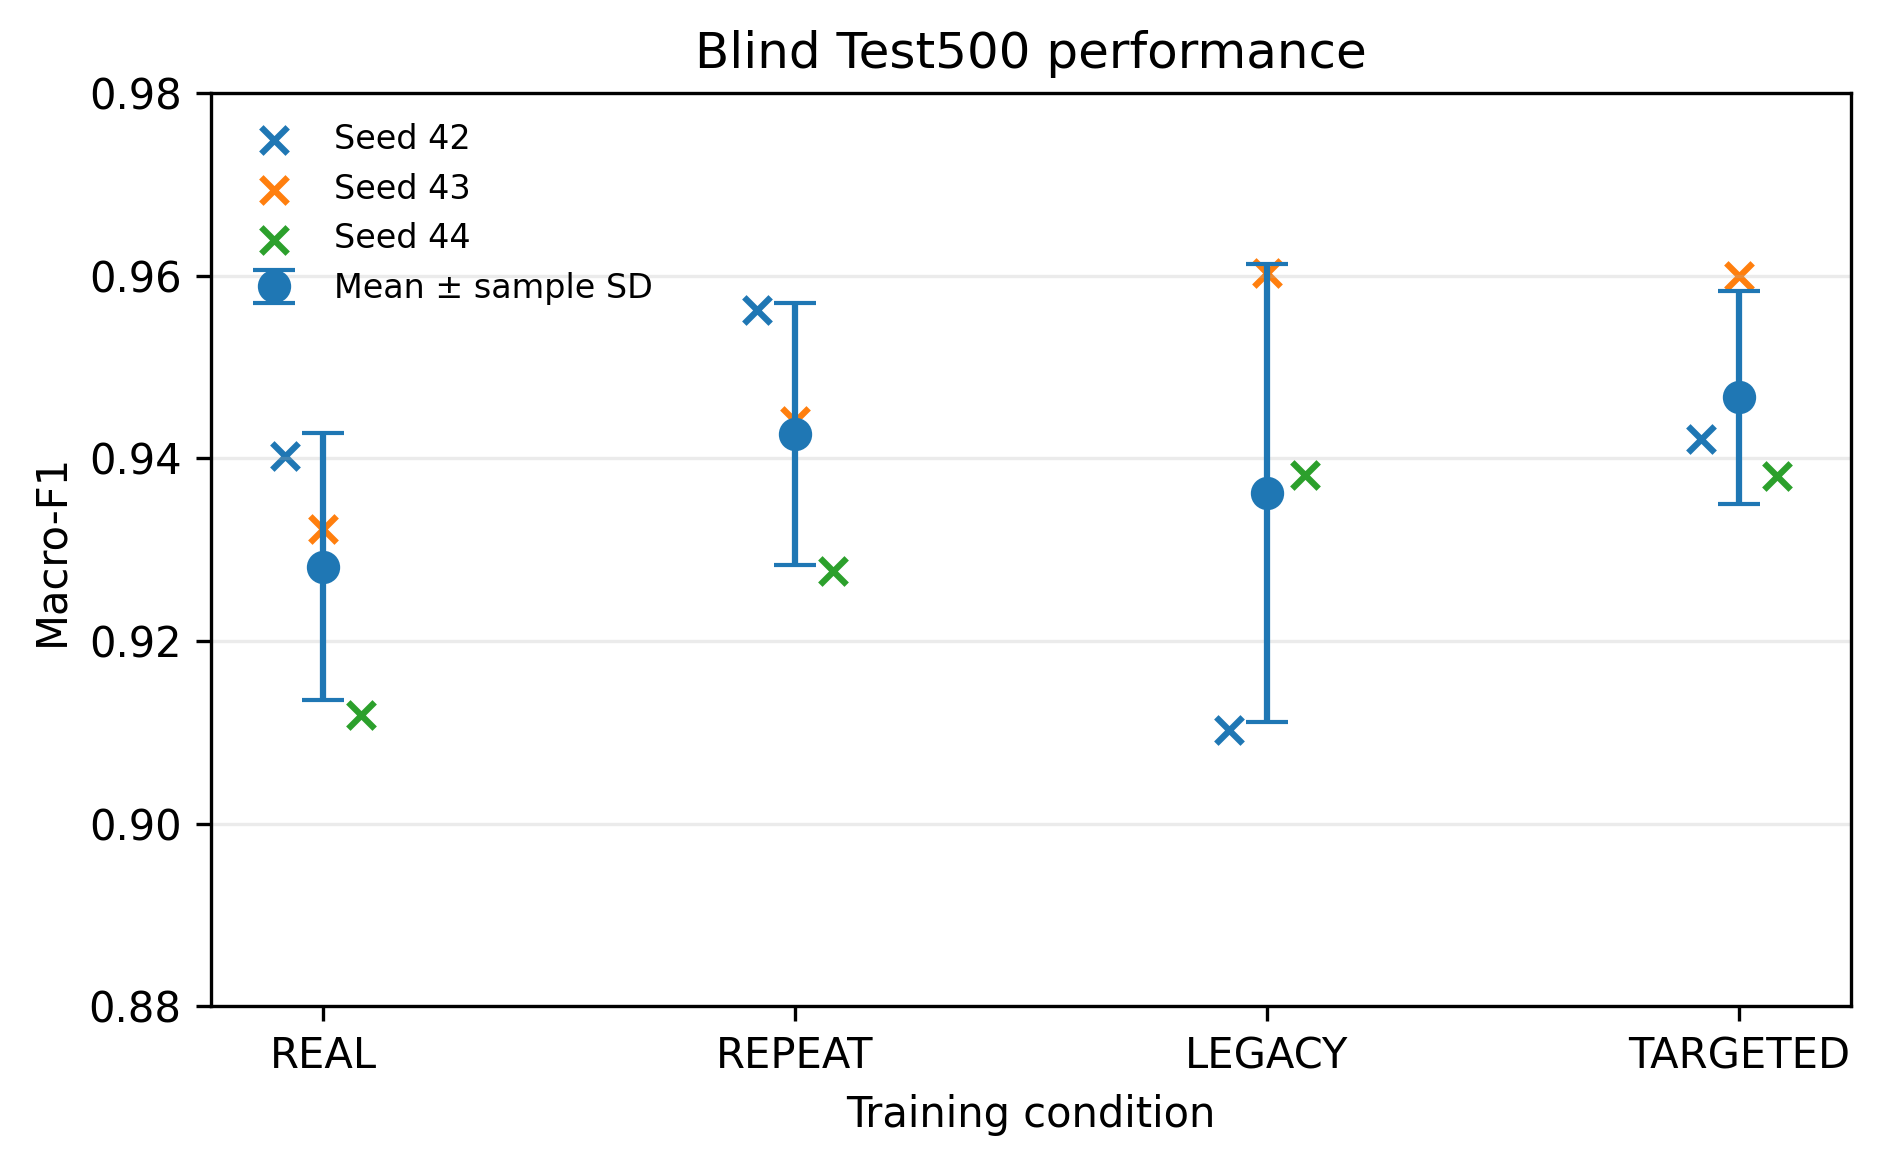 Blind Test500 performance
0.98
0.96
0.94
0.92
0.90
0.88
Macro-F1
Seed 42
Seed 43
Seed 44
Mean ± sample SD
REAL
REPEAT
LEGACY
TARGETED
Training condition